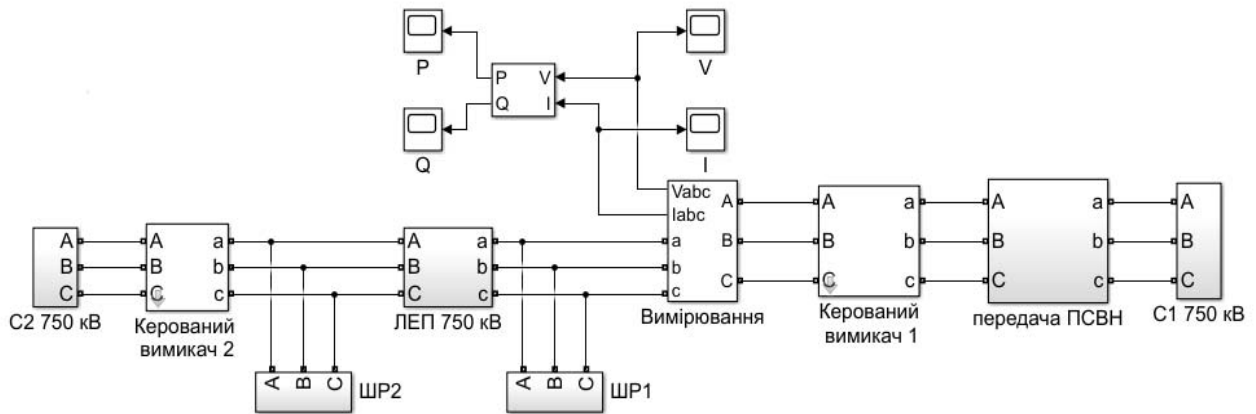 P
V
P
V
Q
I
Q
I
Vabc
Iabc
a
b
c
A
B
C
A
B
C
a
b
c
A
B
C
a
b
c
A
B
C
A
B
C
A
B
C
a
b
c
A
B
C
a
b
c
С2 750 кВ
Керований
вимикач 2
ЛЕП 750 кВ
Вимірювання
Керований
вимикач 1
передача ПСВН
С1 750 кВ
A
B
C
ШР2
A
B
C
ШР1